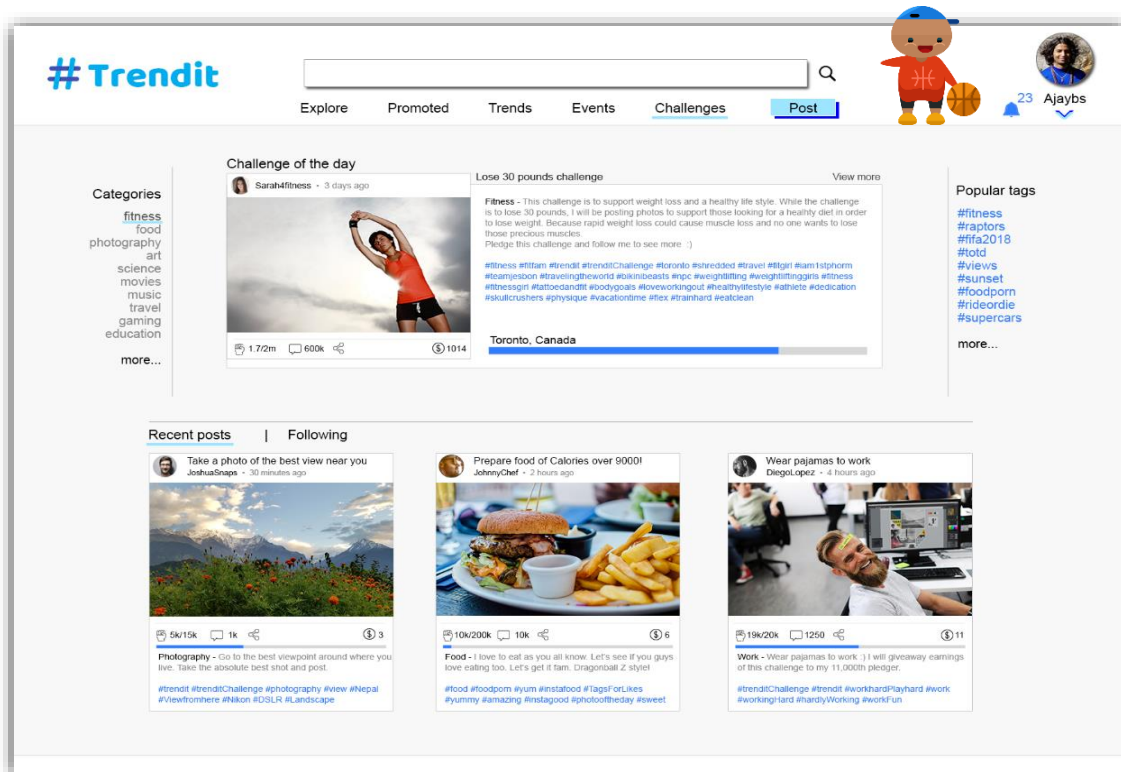 # Trendit
Explore Promoted Trends Events Challenges Post
23 Ajaybs
Categories
fitness
food
photography
art
science
movies
music
travel
gaming
education
more...
Challenge of the day
Sarah4fitness - 3 days ago
Lose 30 pounds challenge View more
Fitness - This challenge is to support weight loss and a healthy life style. While the challenge
is to lose 30 pounds, I will be posting photos to support those looking for a healhty diet in order
to lose weight. Because rapid weight loss could cause muscle loss and no one wants to lose
those precious muscles.
Pledge this challenge and follow me to see more :)
#fitness #fitfam #trendit #trenditChallenge #toronto #shredded #travel #fitgirl #iam1stphorm
#teamjesbon #travelingtheworld #bikinibeasts #npc #weightlifting #weightliftinggirls #fitness
#fitnessgirl #tattoedandfit #bodygoals #loveworkingout #healthylifestyle #athlete #dedication
#skullcrushers #physique #vacationtime #flex #trainhard #eatclean
1.7/2m 600k $ 1014
Toronto, Canada
Popular tags
#fitness
#raptors
#fifa2018
#totd
#views
#sunset
#foodporn
#rideordie
#supercars
more...
Recent posts | Following
Take a photo of the best view near you
JoshuaSnaps - 30 minutes ago
5k/15k 1k $ 3
Photography - Go to the best viewpoint around where you
live. Take the absolute best shot and post.
#trendit #trenditChallenge #photography #view #Nepal
#Viewfromhere #Nikon #DSLR #Landscape
Prepare food of Calories over 9000!
JohnnyChef - 2 hours ago
10k/200k 10k $ 6
Food - I love to eat as you all know. Let's see if you guys
love eating too. Let's get it fam. Dragonball Z style!
#food #foodporn #yum #instafood #TagsForLikes
#yummy #amazing #instagood #photooftheday #sweet
Wear pajamas to work
DiegoLopez - 4 hours ago
19k/20k 1250 $ 11
Work - Wear pajamas to work :) I will giveaway earnings
of this challenge to my 11,000th pledger.
#trenditChallenge #trendit #workhardPlayhard #work
#workingHard #hardlyWorking #workFun